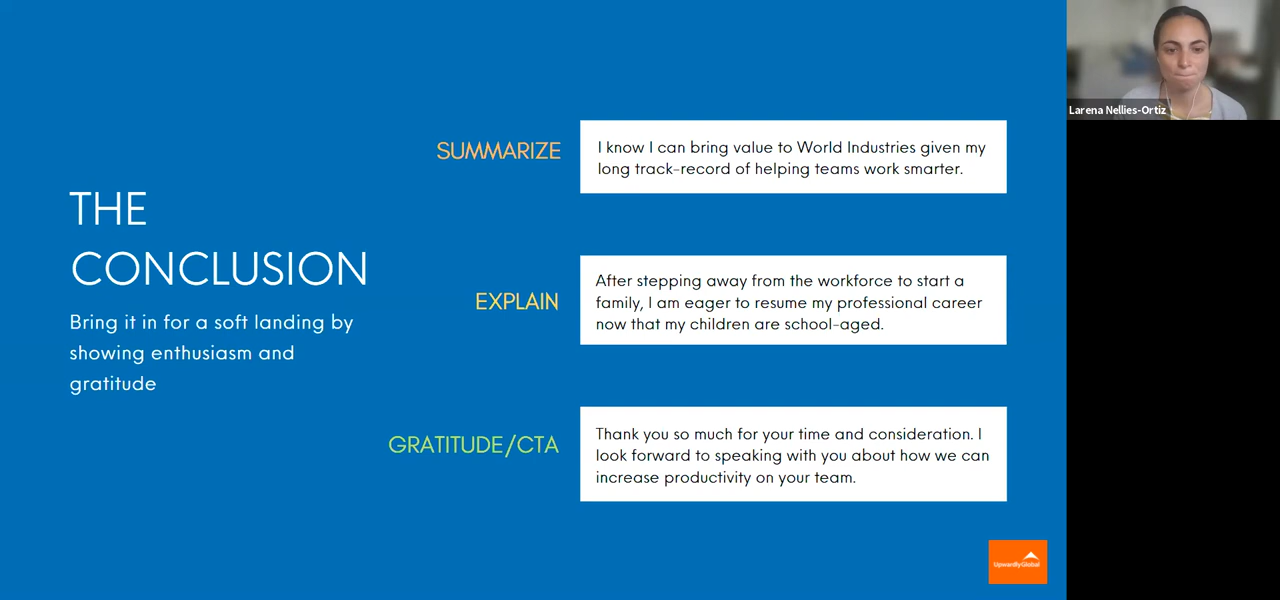 THE
CONCLUSION
Bring it in for a soft landing by
showing enthusiasm and
gratitude
SUMMARIZE
I know I can bring value to World Industries given my
long track-record of helping teams work smarter.
EXPLAIN
After stepping away from the workforce to start a
family, I am eager to resume my professional career
now that my children are school-aged.
GRATITUDE/CTA
Thank you so much for your time and consideration. I
look forward to speaking with you about how we can
increase productivity on your team.
UpwardlyGlobal
Larena Nellies-Ortiz